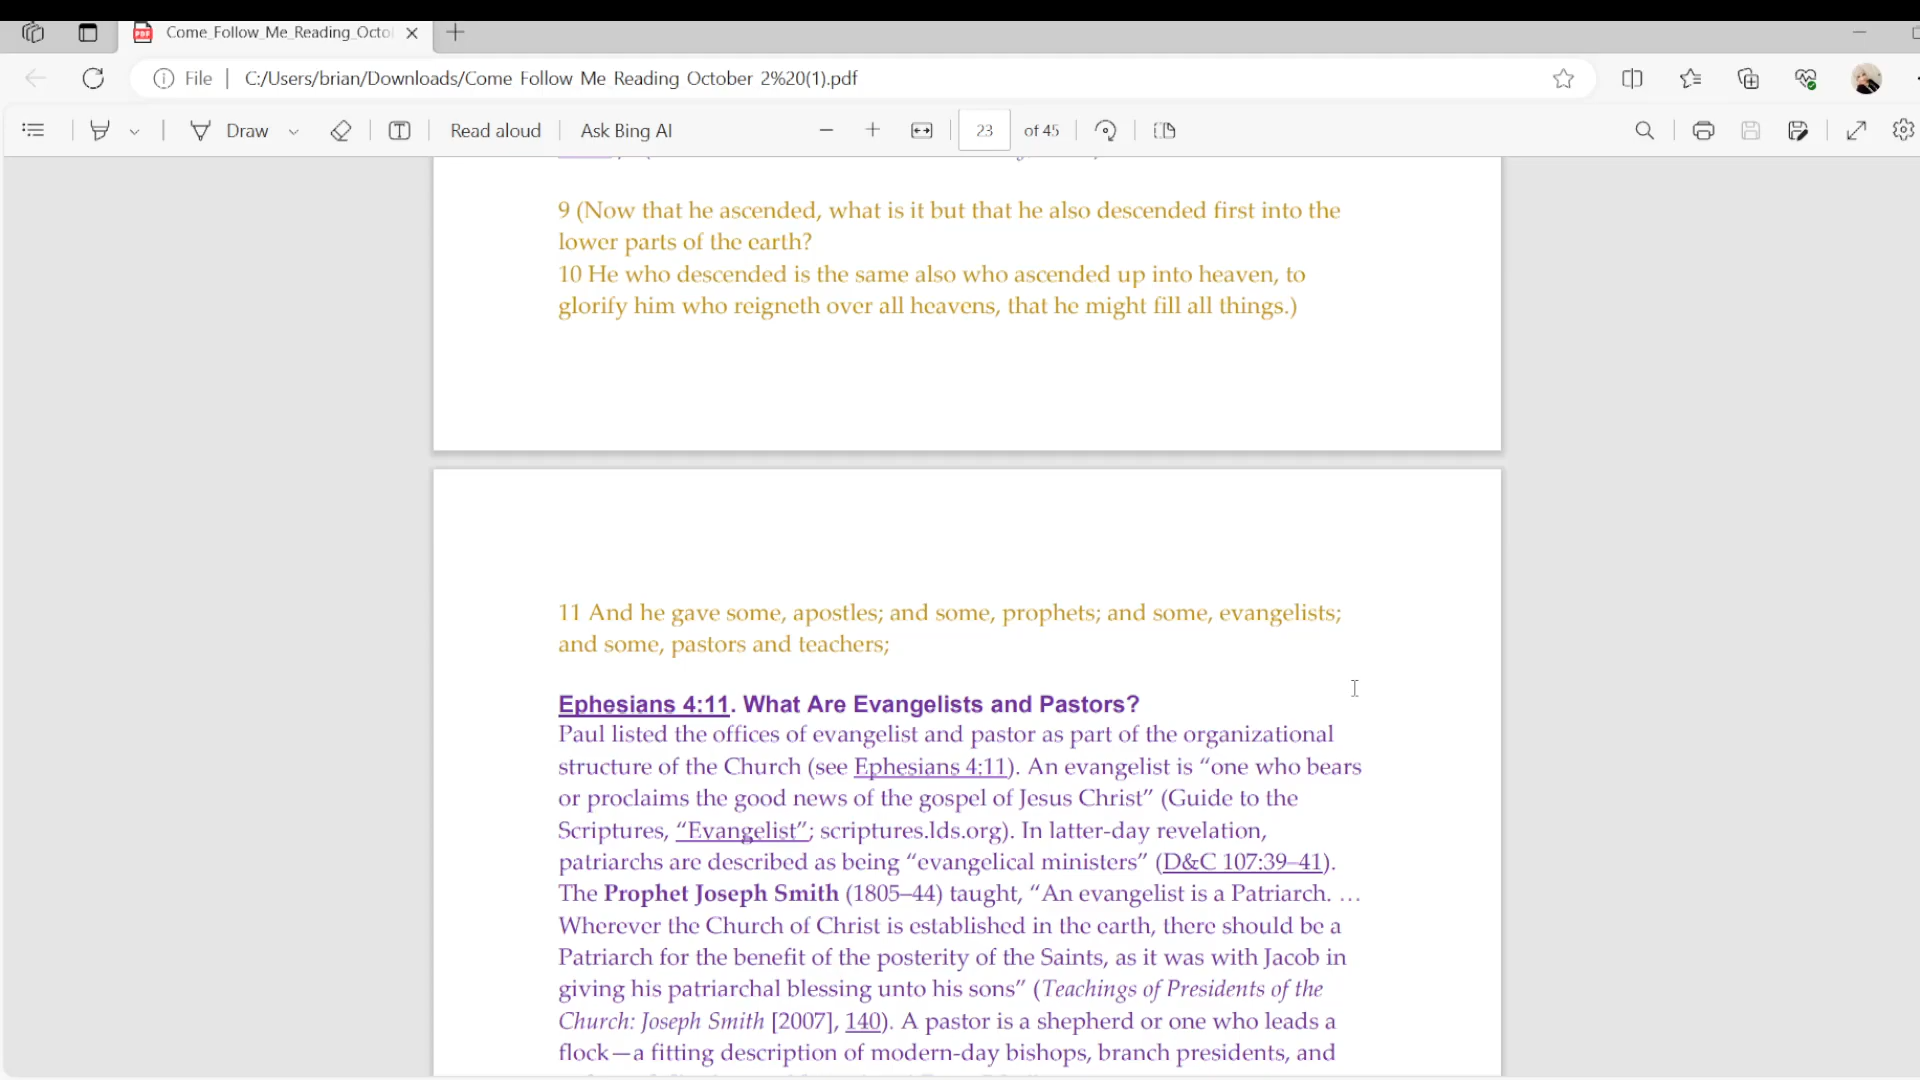 Come_Follow_Me_Reading_Octo
File
C:/Users/brian/Downloads/Come Follow Me Reading October 2%20(1).pdf
Draw
Read aloud
Ask Bing AI
23
of 45
9 (Now that he ascended, what is it but that he also descended first into the
lower parts of the earth?
10 He who descended is the same also who ascended up into heaven, to
glorify him who reigneth over all heavens, that he might fill all things.)
11 And he gave some, apostles; and some, prophets; and some, evangelists;
and some, pastors and teachers;
Ephesians 4:11. What Are Evangelists and Pastors?
Paul listed the offices of evangelist and pastor as part of the organizational
structure of the Church (see Ephesians 4:11). An evangelist is “one who bears
or proclaims the good news of the gospel of Jesus Christ” (Guide to the
Scriptures, “Evangelist”; scriptures.lds.org). In latter-day revelation,
patriarchs are described as being “evangelical ministers” (D&C 107:39–41).
The Prophet Joseph Smith (1805–44) taught, “An evangelist is a Patriarch. …
Wherever the Church of Christ is established in the earth, there should be a
Patriarch for the benefit of the posterity of the Saints, as it was with Jacob in
giving his patriarchal blessing unto his sons” (Teachings of Presidents of the
Church: Joseph Smith [2007], 140). A pastor is a shepherd or one who leads a
flock—a fitting description of modern-day bishops, branch presidents, and